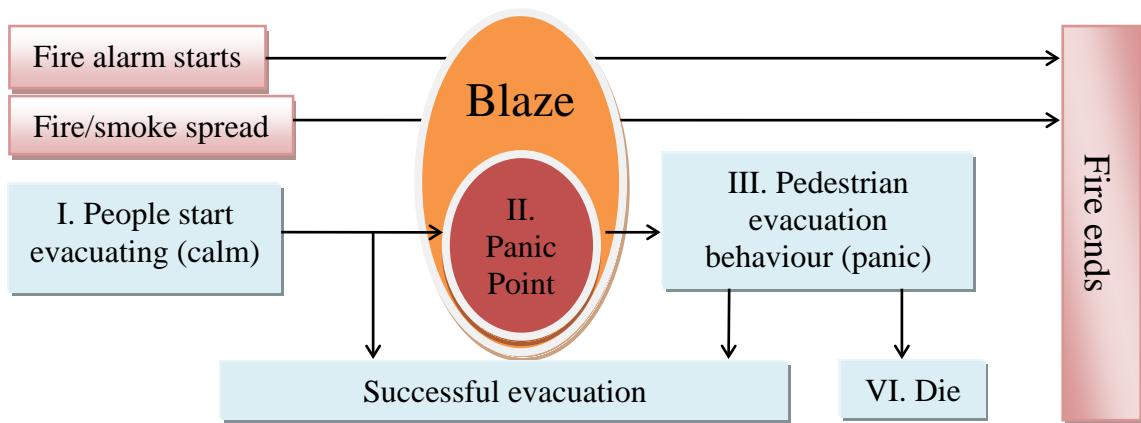 Fire alarm starts
Fire/smoke spread
Blaze
I. People start
evacuating (calm)
II.
Panic
Point
III. Pedestrian
evacuation
behaviour (panic)
Successful evacuation
VI. Die
Fire ends